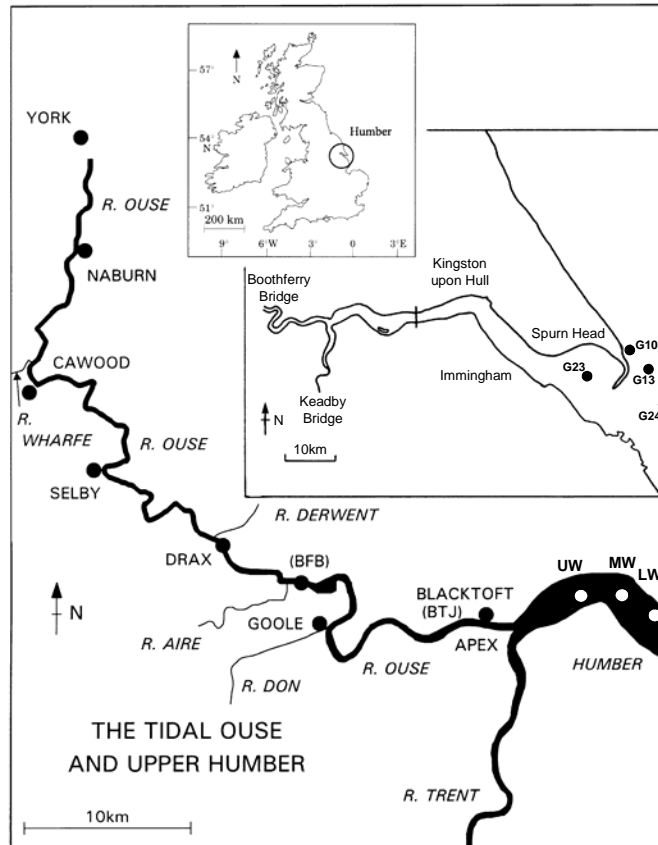 57°
N
YORK
Humber
54°
N
R. OUSE
51°
200 km
9°
6°W
3°
0
3°E
NABURN
Kingston
upon Hull
Boothferry
Bridge
Spurn Head
G10
CAWOOD
G23
G13
Immingham
R.
WHARFE
Keadby
Bridge
G24
N
R. OUSE
10km
SELBY
R. DERWENT
DRAX
(BFB)
UW
MW
LW
N
BLACKTOFT
(BTJ)
GOOLE
R. AIRE
APEX
R. OUSE
HUMBER
R. DON
THE TIDAL OUSE
AND UPPER HUMBER
R. TRENT
10km